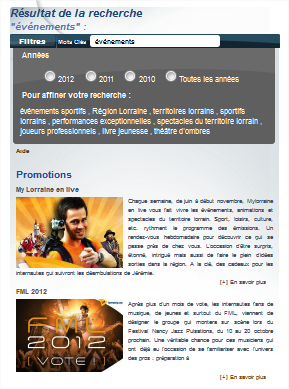 Résultat de la recherche
"événements" :
Filtres Mots Clés événements
Années
2012 2011 2010 Toutes les années
Pour affiner votre recherche :
événements sportifs , Région Lorraine , territoires lorrains , sportifs
lorrains , performances exceptionnelles , spectacles du territoire lorrain ,
joueurs professionnels , livre jeunesse , théâtre d'ombres
Aide
Promotions
My Lorraine en live
Chaque semaine, de juin à début novembre, Mylorraine
en live vous fait vivre les événements, animations et
spectacles du territoire lorrain. Sport, loisirs, culture,
etc. rythment le programme des émissions. Un
rendez-vous hebdomadaire pour découvrir ce qui se
passe près de chez vous. L'occasion d'être surpris,
étonné, intrigué mais aussi de faire le plein d'idées
sorties dans la région. A la clé, des cadeaux pour les
internautes qui suivront les déambulations de Jérémie.
[+] En savoir plus
FML 2012
Après plus d'un mois de vote, les internautes fans de
musique, de jeunes et surtout du FML, viennent de
désigner le groupe qui montera sur scène lors du
Festival Nancy Jazz Pulsations, du 10 au 20 octobre
prochain. Une véritable chance pour ces musiciens qui
ont déjà eu l'occasion de se familiariser avec l'univers
des pros : préparation à
[+] En savoir plus
FML
2012
[VOTE !]